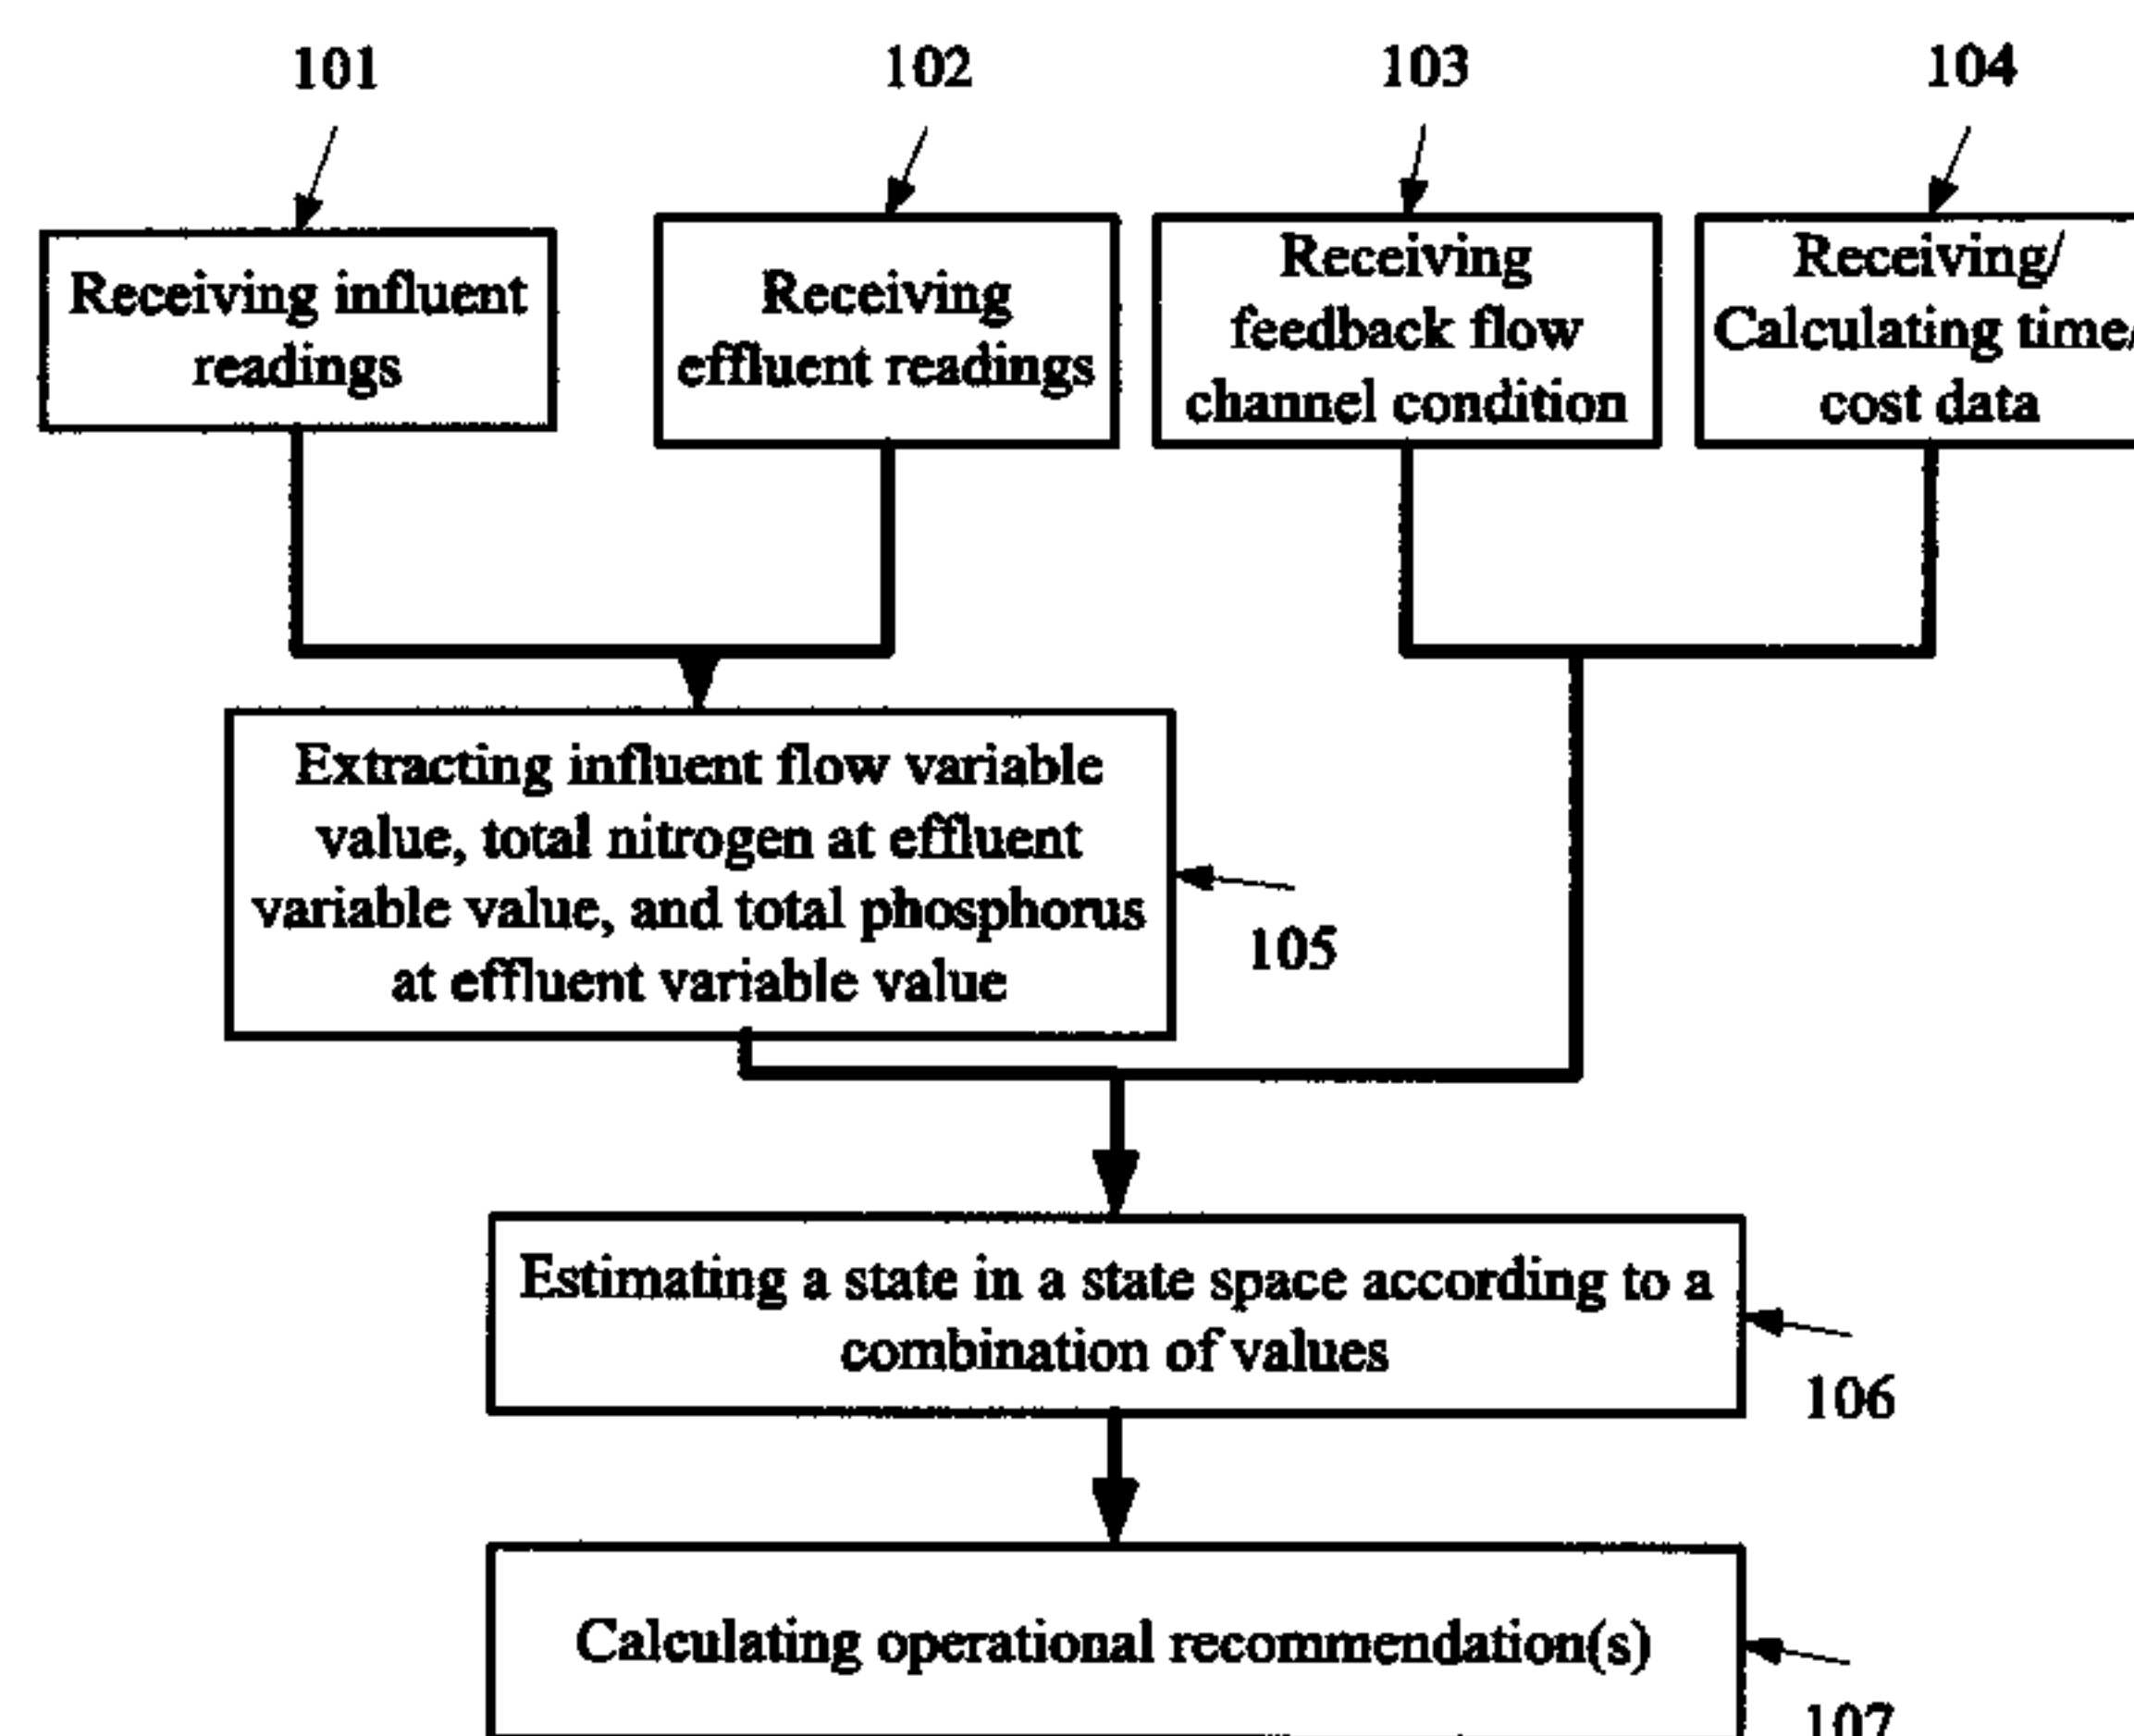 101
102
103
104
Receiving influent
readings
Receiving
effluent readings
Receiving
feedback flow
channel condition
Receiving/
Calculating time/
cost data
Extracting influent flow variable
value, total nitrogen at effluent
variable value, and total phosphorus
at effluent variable value
105
Estimating a state in a state space according to a
combination of values
106
Calculating operational recommendation(s)
107